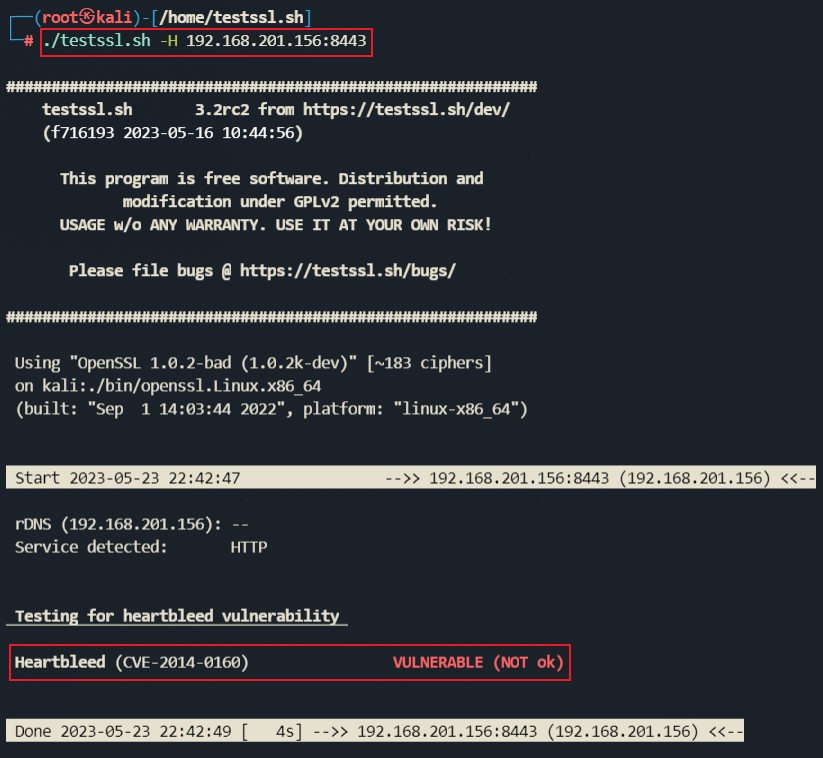 ┌──(root㉿kali)-[/home/testssl.sh]
└─# ./testssl.sh -H 192.168.201.156:8443
###########################################################
testssl.sh 3.2rc2 from https://testssl.sh/dev/
(f716193 2023-05-16 10:44:56)
This program is free software. Distribution and
modification under GPLv2 permitted.
USAGE w/o ANY WARRANTY. USE IT AT YOUR OWN RISK!
Please file bugs @ https://testssl.sh/bugs/
###########################################################
Using "OpenSSL 1.0.2-bad (1.0.2k-dev)" [~183 ciphers]
on kali:./bin/openssl.Linux.x86_64
(built: "Sep  1 14:03:44 2022", platform: "linux-x86_64")
Start 2023-05-23 22:42:47 -->> 192.168.201.156:8443 (192.168.201.156) <<--
rDNS (192.168.201.156): --
Service detected: HTTP
Testing for heartbleed vulnerability
Heartbleed (CVE-2014-0160) VULNERABLE (NOT ok)
Done 2023-05-23 22:42:49 [   4s] -->> 192.168.201.156:8443 (192.168.201.156) <<--